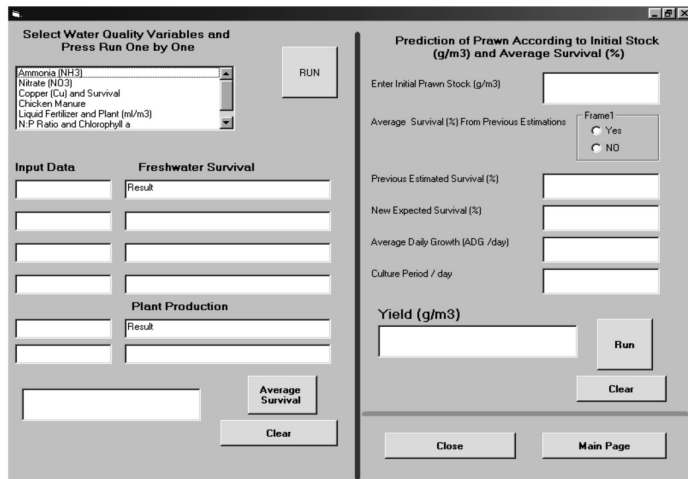 Select Water Quality Variables and
Press Run One by One
Ammonia (NH3)
Nitrate (NO3)
Copper (Cu) and Survival
Chicken Manure
Liquid Fertilizer and Plant (ml/m3)
N:P Ratio and Chlorophyll a
RUN
Input Data
Freshwater Survival
Result
Plant Production
Result
Average
Survival
Clear
Prediction of Prawn According to Initial Stock
(g/m3) and Average Survival (%)
Enter Initial Prawn Stock (g/m3)
Average Survival (%) From Previous Estimations
Frame1
Yes
NO
Previous Estimated Survival (%)
New Expected Survival (%)
Average Daily Growth (ADG /day)
Culture Period / day
Yield (g/m3)
Run
Clear
Close
Main Page